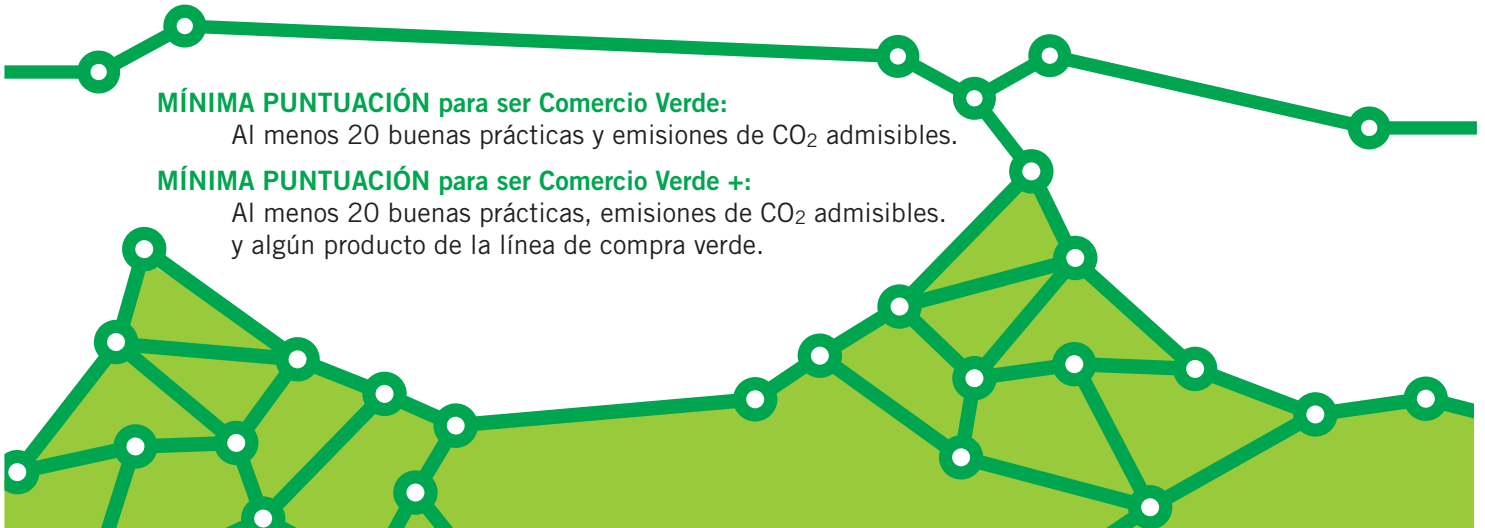 MÍNIMA PUNTUACIÓN para ser Comercio Verde:
Al menos 20 buenas prácticas y emisiones de CO₂ admisibles.
MÍNIMA PUNTUACIÓN para ser Comercio Verde +:
Al menos 20 buenas prácticas, emisiones de CO₂ admisibles.
y algún producto de la línea de compra verde.